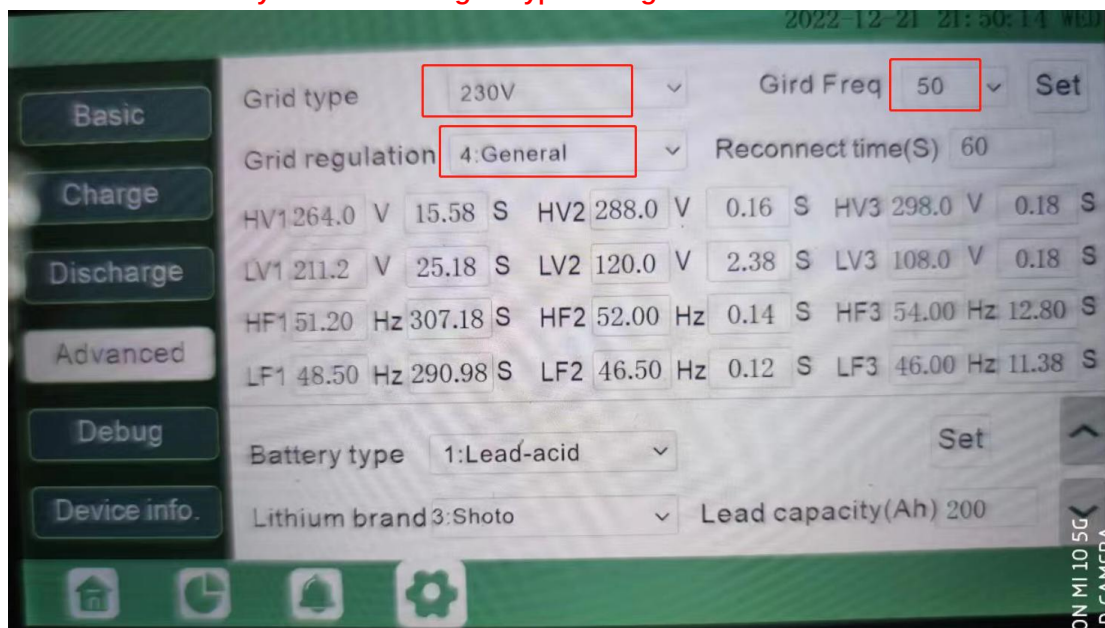 2022-12-21 21:50:14 WED
Basic
Grid type 230V Gird Freq 50 Set
Grid regulation 4:General Reconnect time(S) 60
Charge
HV1 264.0 V 15.58 S HV2 288.0 V 0.16 S HV3 298.0 V 0.18 S
Discharge
LV1 211.2 V 25.18 S LV2 120.0 V 2.38 S LV3 108.0 V 0.18 S
HF1 51.20 Hz 307.18 S HF2 52.00 Hz 0.14 S HF3 54.00 Hz 12.80 S
Advanced
LF1 48.50 Hz 290.98 S LF2 46.50 Hz 0.12 S LF3 46.00 Hz 11.38 S
Debug
Battery type 1:Lead-acid Set
Device info.
Lithium brand 3:Shoto Lead capacity(Ah) 200
ON MI 10 5G